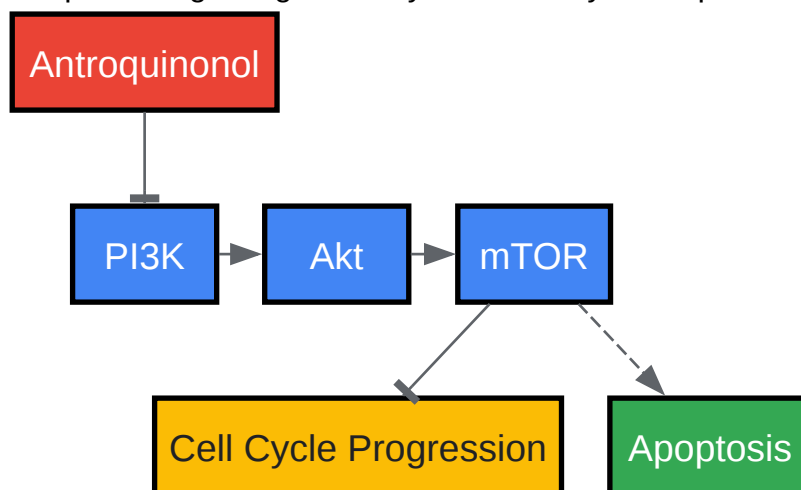 Antroquinonol
PI3K
Akt
mTOR
Cell Cycle Progression
Apoptosis